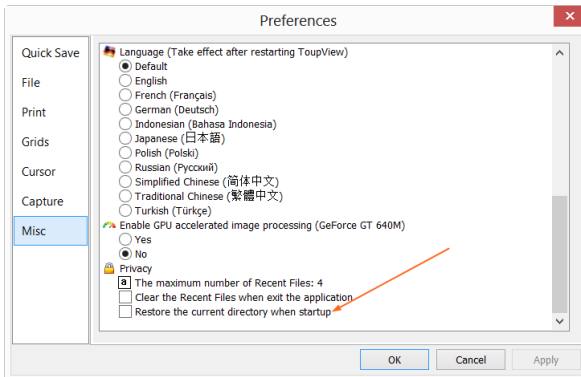 Preferences
Quick Save
File
Print
Grids
Cursor
Capture
Misc
Language (Take effect after restarting ToupView)
Default
English
French (Français)
German (Deutsch)
Indonesian (Bahasa Indonesia)
Japanese (日本語)
Polish (Polski)
Russian (Русский)
Simplified Chinese (简体中文)
Traditional Chinese (繁體中文)
Turkish (Türkçe)
Enable GPU accelerated image processing (GeForce GT 640M)
Yes
No
Privacy
a The maximum number of Recent Files: 4
Clear the Recent Files when exit the application
Restore the current directory when startup
OK Cancel Apply